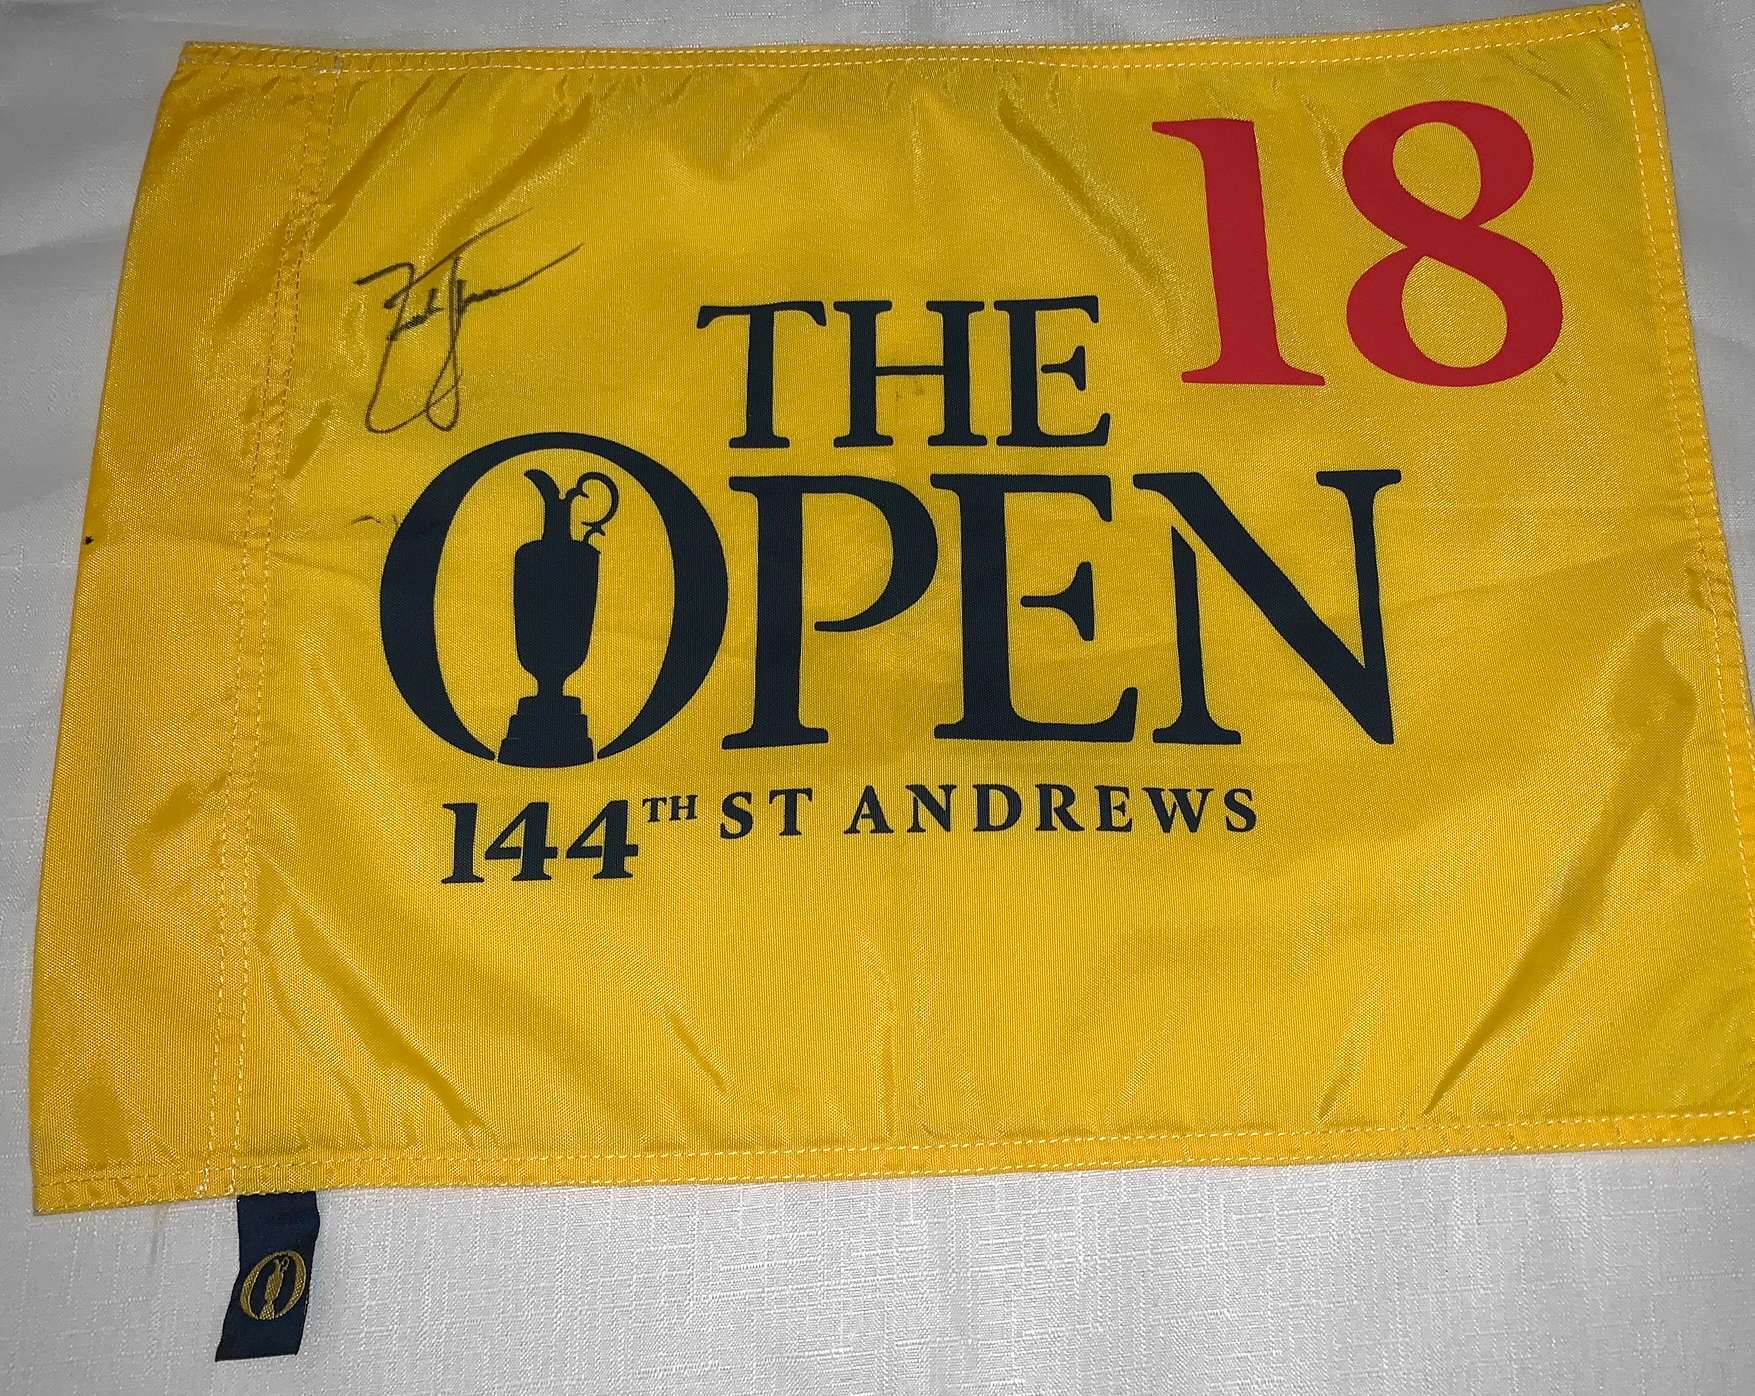 18
THE
OPEN
144TH ST ANDREWS